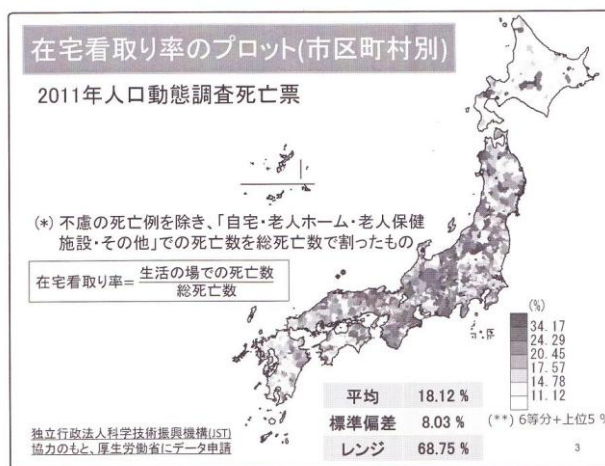 在宅看取り率のプロット(市区町村別)
2011年人口動態調査死亡票
(*) 不慮の死亡例を除き、「自宅・老人ホーム・老人保健
施設・その他」での死亡数を総死亡数で割ったもの
在宅看取り率=
生活の場での死亡数
総死亡数
(%)
34.17
24.29
20.45
17.57
14.78
11.12
(**) 6等分+上位5 %
平均 18.12 %
標準偏差 8.03 %
レンジ 68.75 %
独立行政法人科学技術振興機構(JST)
協力のもと、厚生労働省にデータ申請
3